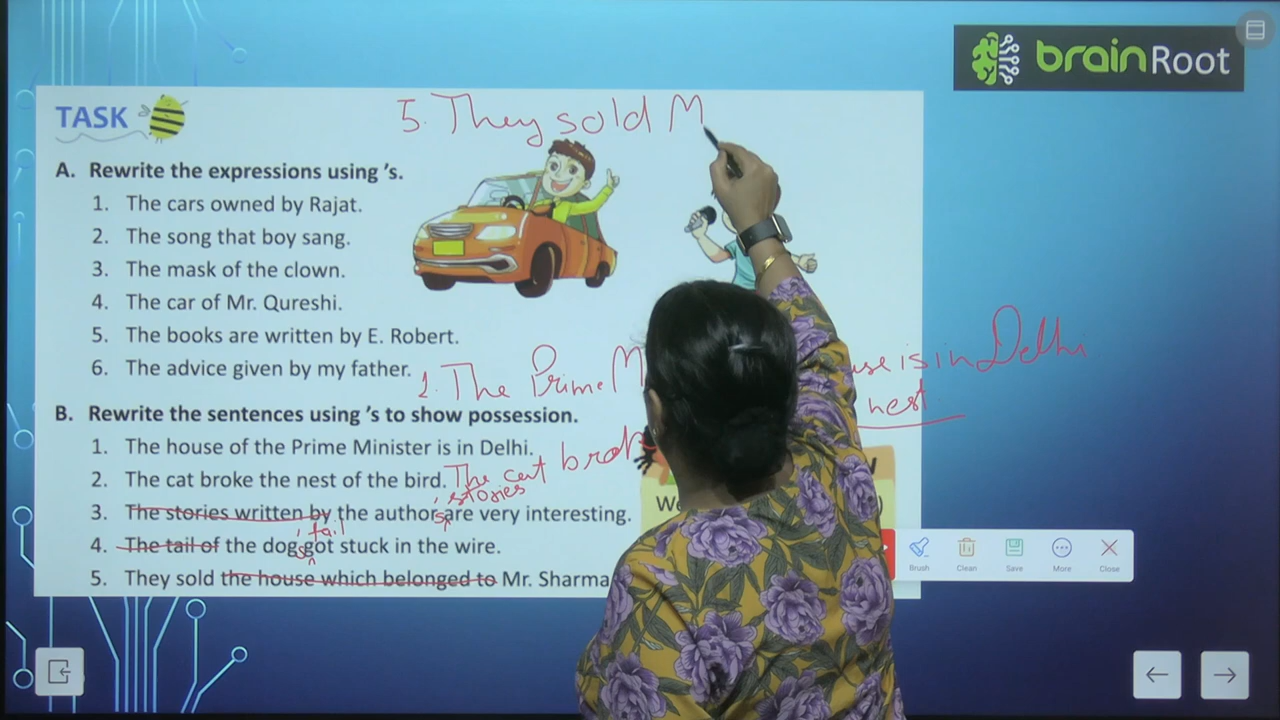 brainRoot
TASK
5. They sold M
A. Rewrite the expressions using 's.
1. The cars owned by Rajat.
2. The song that boy sang.
3. The mask of the clown.
4. The car of Mr. Qureshi.
5. The books are written by E. Robert.
6. The advice given by my father.
1. The Prime M use is in Delhi
nest
B. Rewrite the sentences using 's to show possession.
1. The house of the Prime Minister is in Delhi.
2. The cat broke the nest of the bird. The cat brok
's stories
3. The stories written by the author are very interesting.
's tail
4. The tail of the dog got stuck in the wire.
5. They sold the house which belonged to Mr. Sharma
We
Brush Clean Save More Close